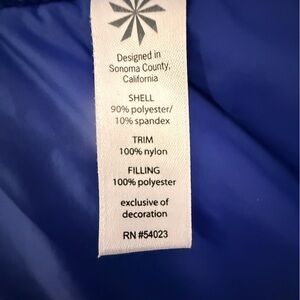 Designed in
Sonoma County,
California
SHELL
90% polyester/
10% spandex
TRIM
100% nylon
FILLING
100% polyester
exclusive of
decoration
RN #54023